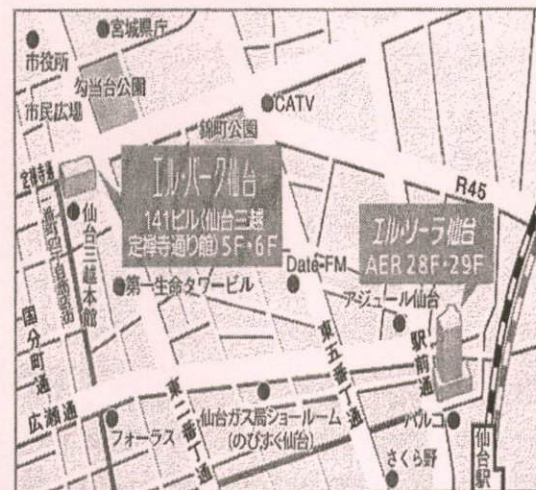 宮城県庁
市役所
勾当台公園
市民広場
CATV
錦町公園
定禅寺通
エル・パーク仙台
141ビル(仙台三越
定禅寺通り館)5F・6F
R45
エル・ソーラ仙台
AER 28F・29F
仙台三越本館
国分町通
第一生命タワービル
Date-FM
アジュール仙台
駅前通
東五番丁通
東二番丁通
広瀬通
フォーラス
仙台ガス局ショールーム
(のびすく仙台)
パルコ
さくら野
仙台駅